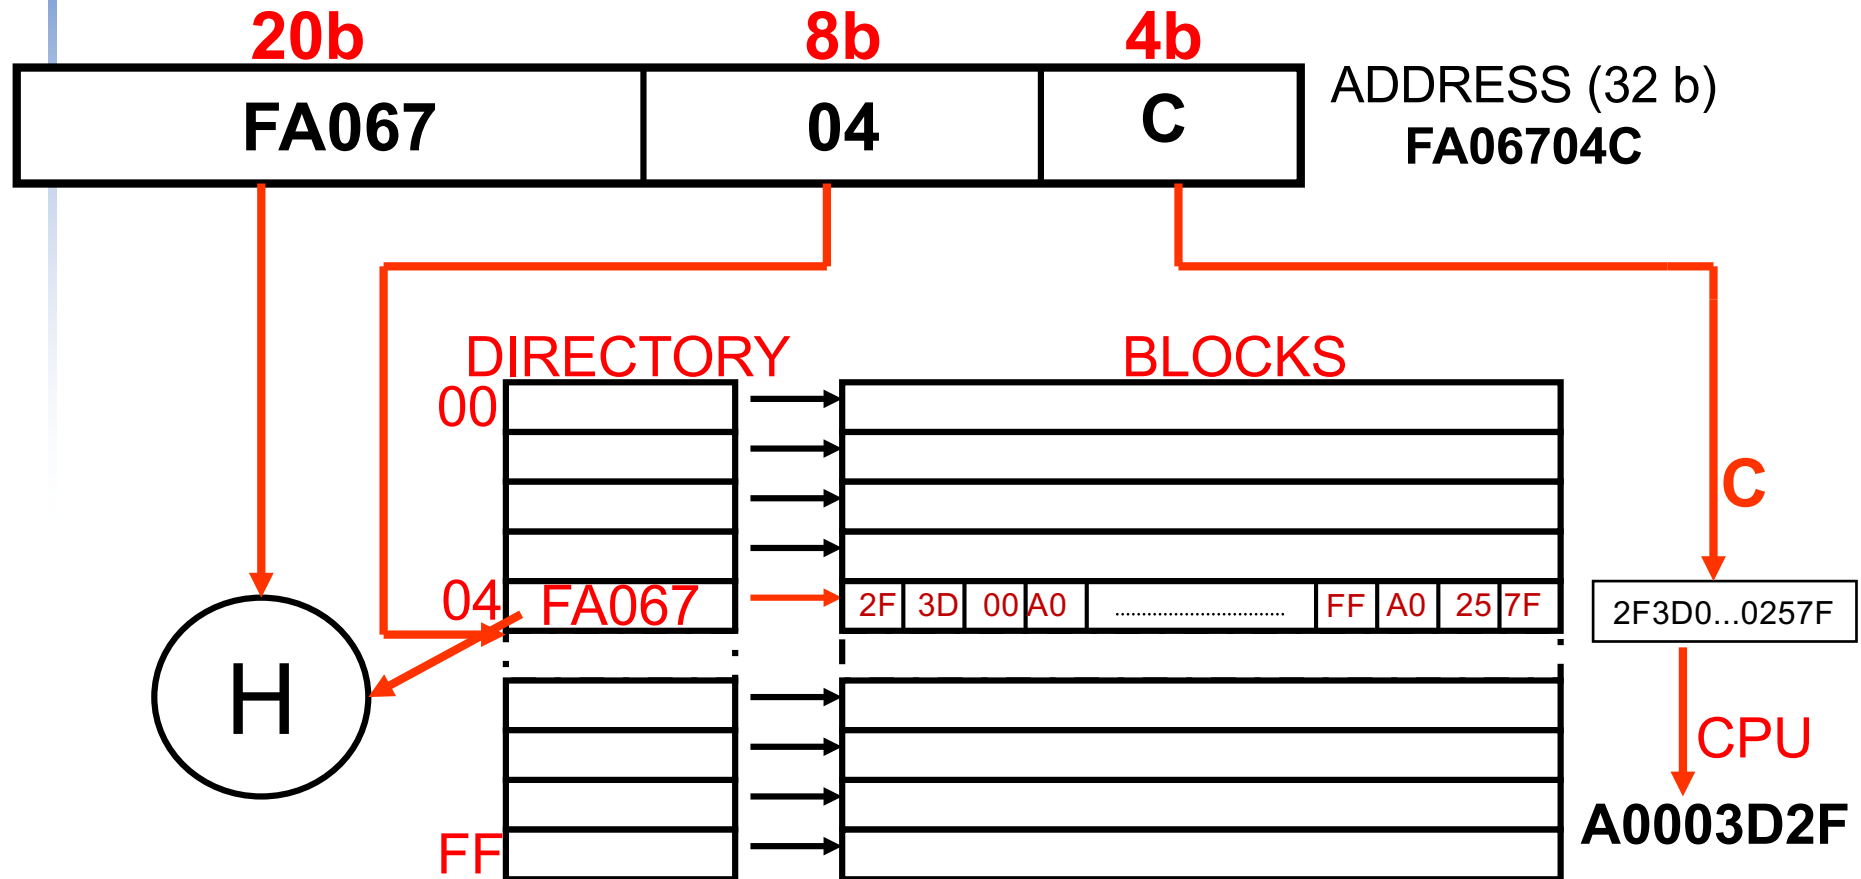 20b 8b 4b
FA067 04 C
ADDRESS (32 b)
FA06704C
DIRECTORY BLOCKS
00
C
04 FA067 2F 3D 00 A0 .............................. FF A0 25 7F
2F3D0...0257F
H
CPU
A0003D2F
FF